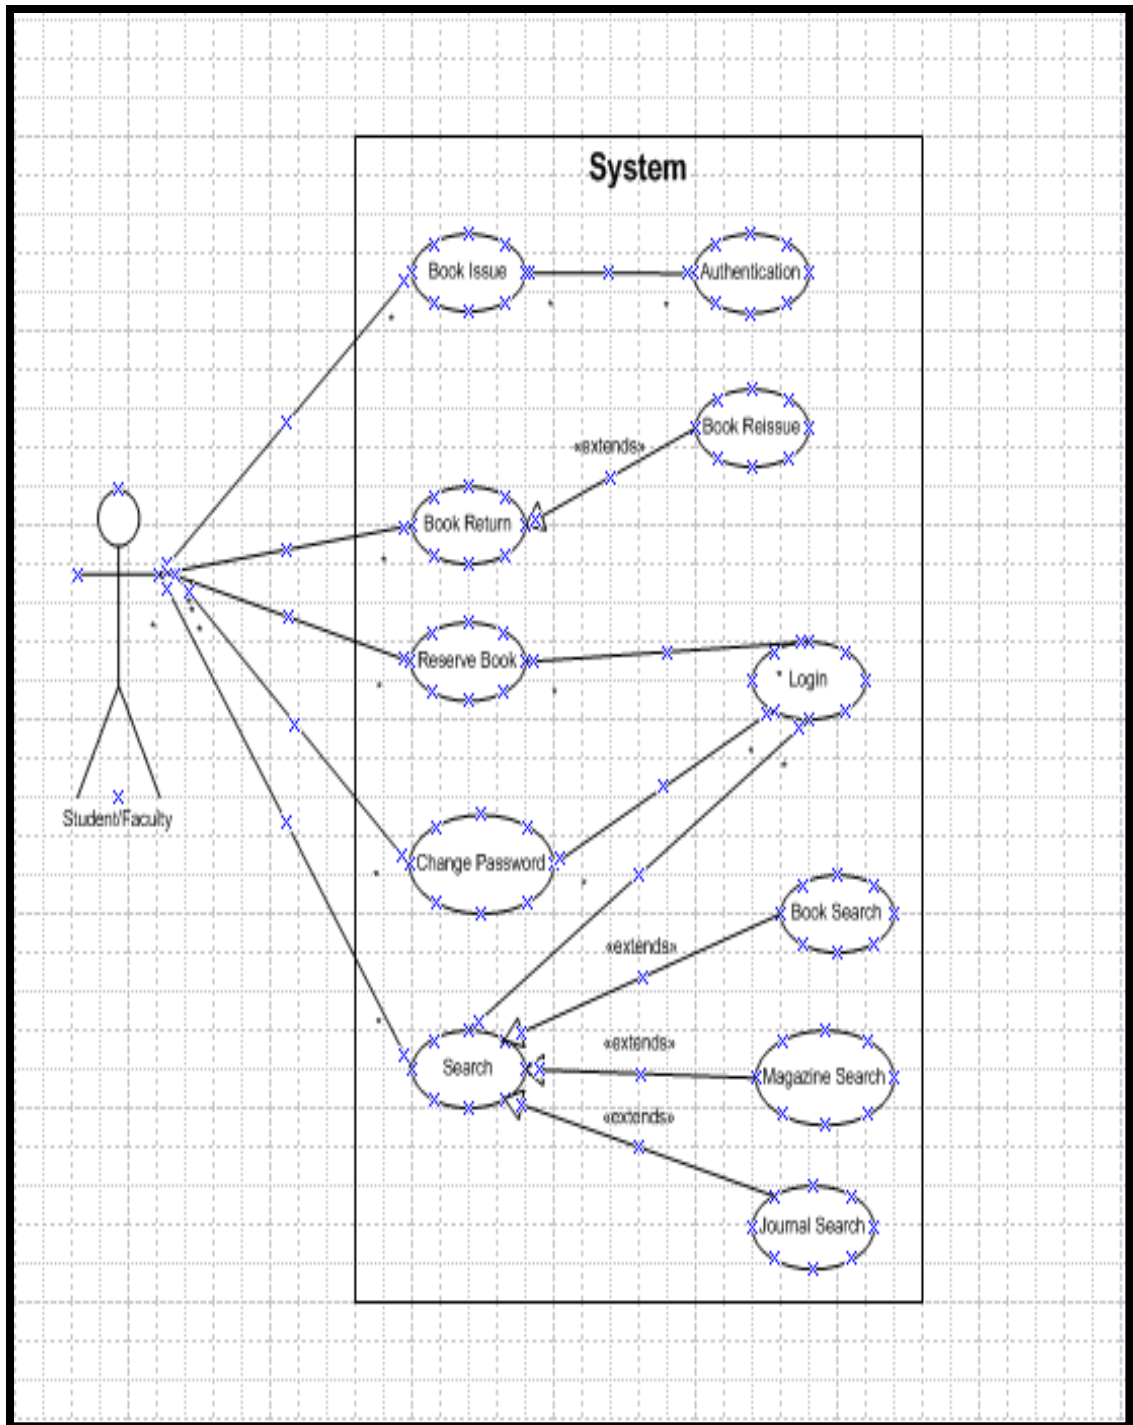 System
Book Issue
Authentication
Book Reissue
«extends»
Book Return
Reserve Book
Login
Student/Faculty
Change Password
Book Search
«extends»
«extends»
Search
Magazine Search
«extends»
Journal Search